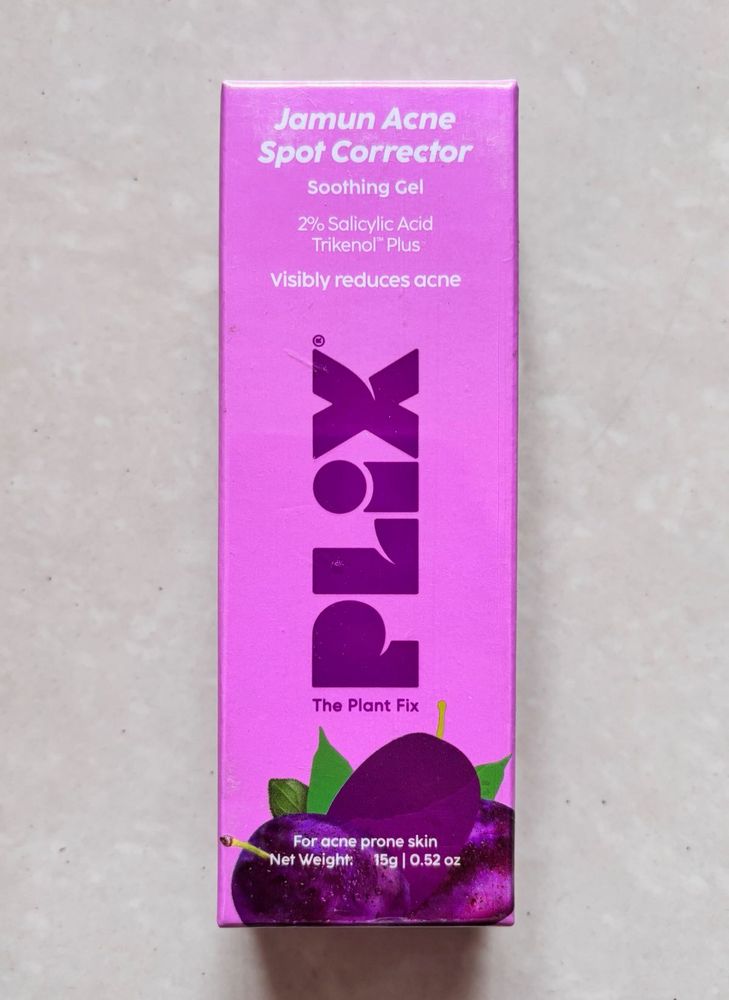 Jamun Acne
Spot Corrector
Soothing Gel
2% Salicylic Acid
Trikenol™ Plus
Visibly reduces acne
PLiX®
The Plant Fix
For acne prone skin
Net Weight: 15g | 0.52 oz